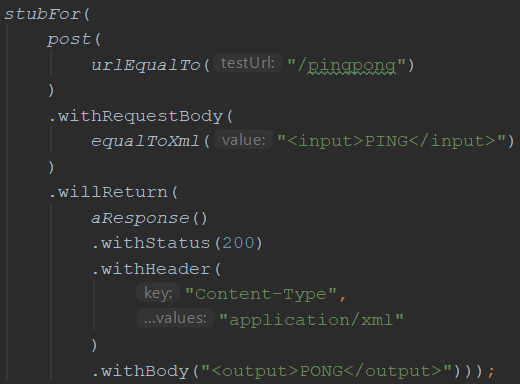 stubFor(
post(
urlEqualTo( testUrl: "/pingpong")
)
.withRequestBody(
equalToXml( value: "<input>PING</input>")
)
.willReturn(
aResponse()
.withStatus(200)
.withHeader(
key: "Content-Type",
...values: "application/xml"
)
.withBody("<output>PONG</output>")));